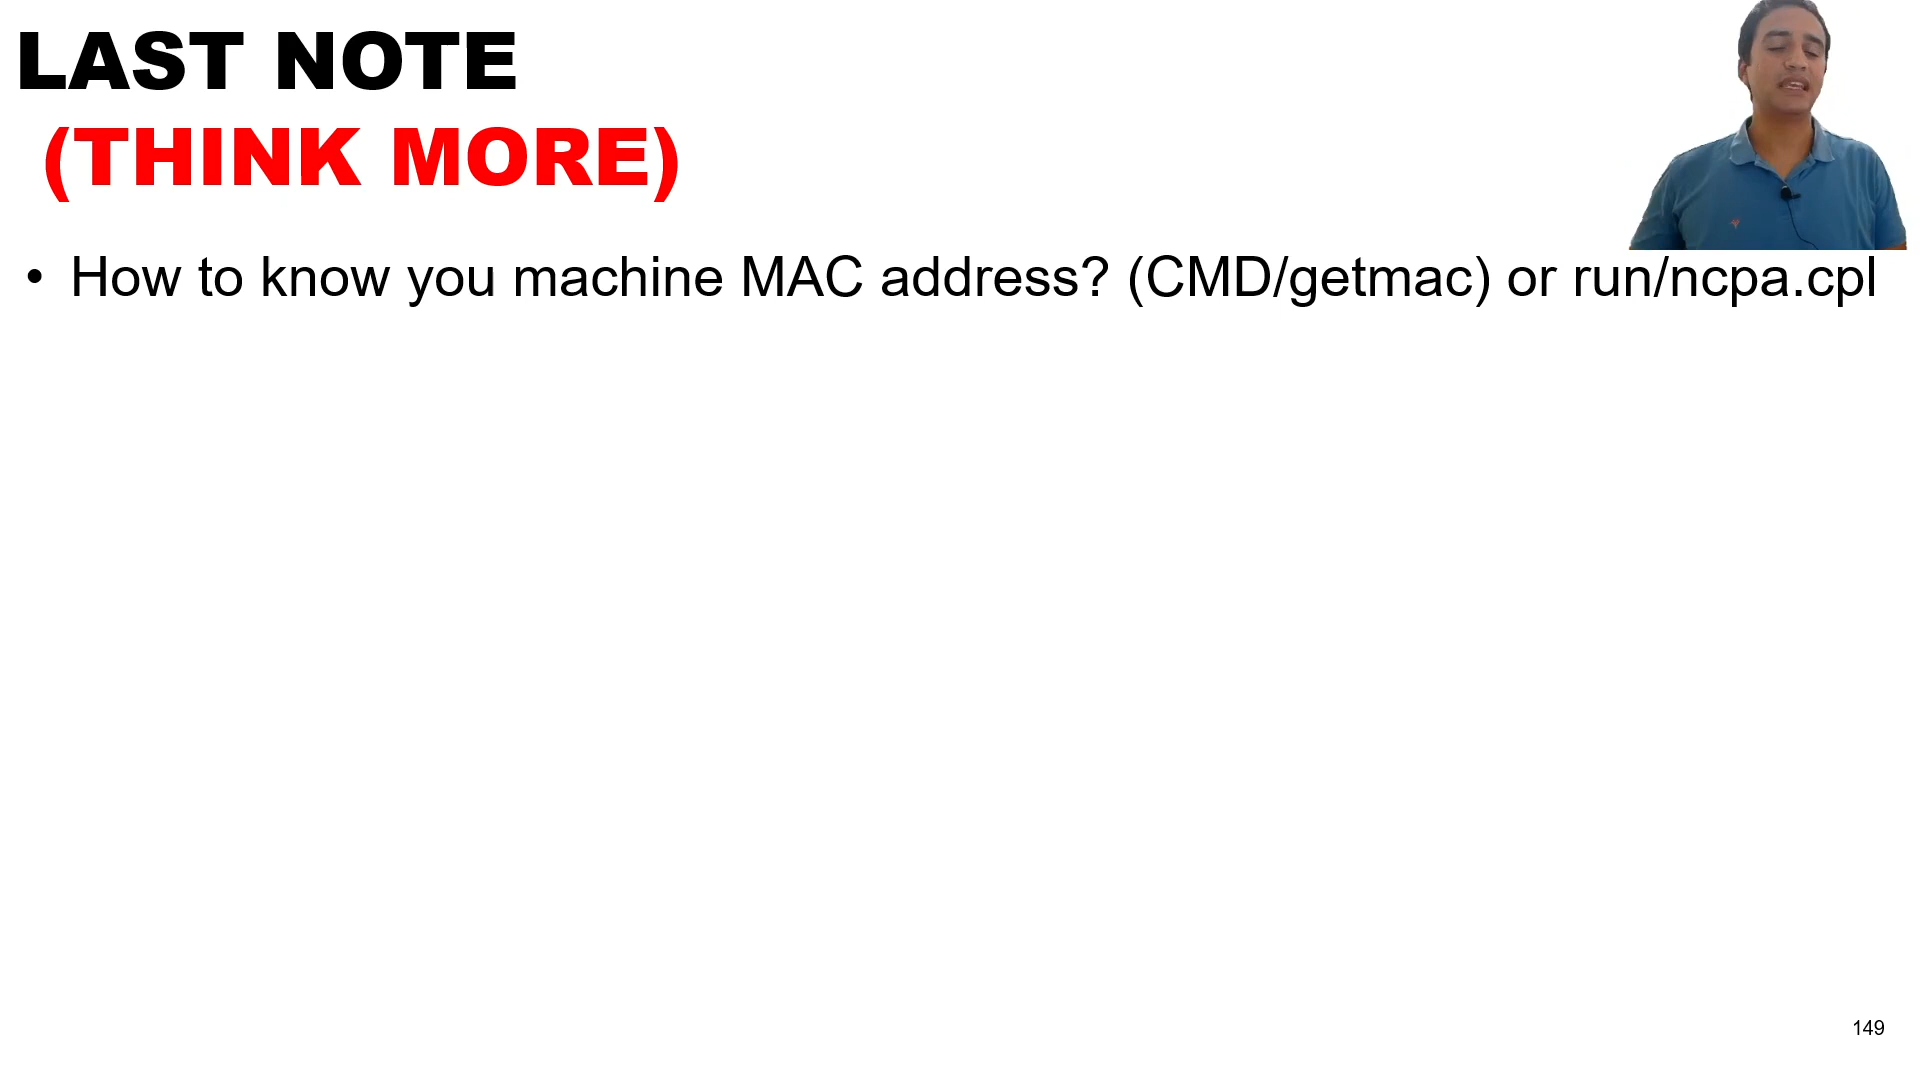 LAST NOTE
(THINK MORE)
• How to know you machine MAC address? (CMD/getmac) or run/ncpa.cpl
149